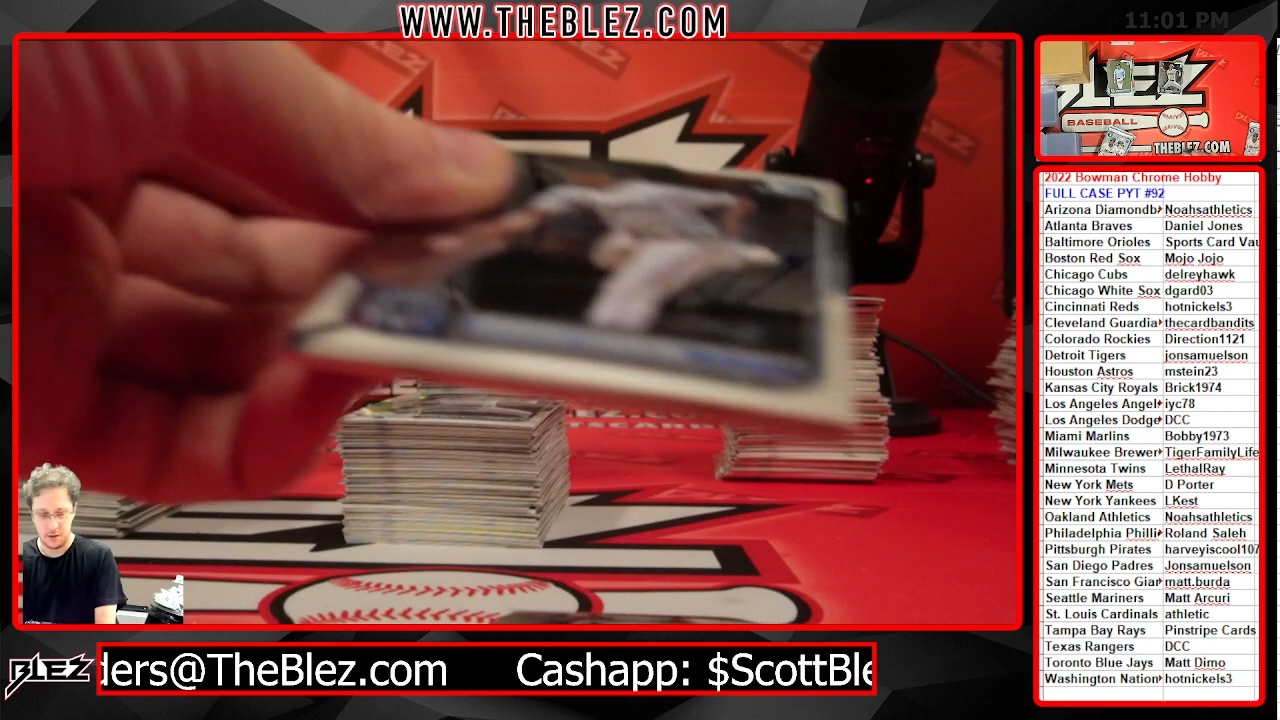 WWW.THEBLEZ.COM
11:01 PM
BLEZ
BASEBALL
THEBLEZ.COM
2022 Bowman Chrome Hobby
FULL CASE PYT #92
Arizona Diamondb Noahsathletics
Atlanta Braves Daniel Jones
Baltimore Orioles Sports Card Vau
Boston Red Sox Mojo Jojo
Chicago Cubs delreyhawk
Chicago White Sox dgard03
Cincinnati Reds hotnickels3
Cleveland Guardia thecardbandits
Colorado Rockies Direction1121
Detroit Tigers jonsamuelson
Houston Astros mstein23
Kansas City Royals Brick1974
Los Angeles Angel iyc78
Los Angeles Dodge DCC
Miami Marlins Bobby1973
Milwaukee Brewer TigerFamilyLife
Minnesota Twins LethalRay
New York Mets D Porter
New York Yankees LKest
Oakland Athletics Noahsathletics
Philadelphia Philli Roland Saleh
Pittsburgh Pirates harveyiscool107
San Diego Padres Jonsamuelson
San Francisco Gian matt.burda
Seattle Mariners Matt Arcuri
St. Louis Cardinals athletic
Tampa Bay Rays Pinstripe Cards
Texas Rangers DCC
Toronto Blue Jays Matt Dimo
Washington Nation hotnickels3
BLEZ
ders@TheBlez.com Cashapp: $ScottBle